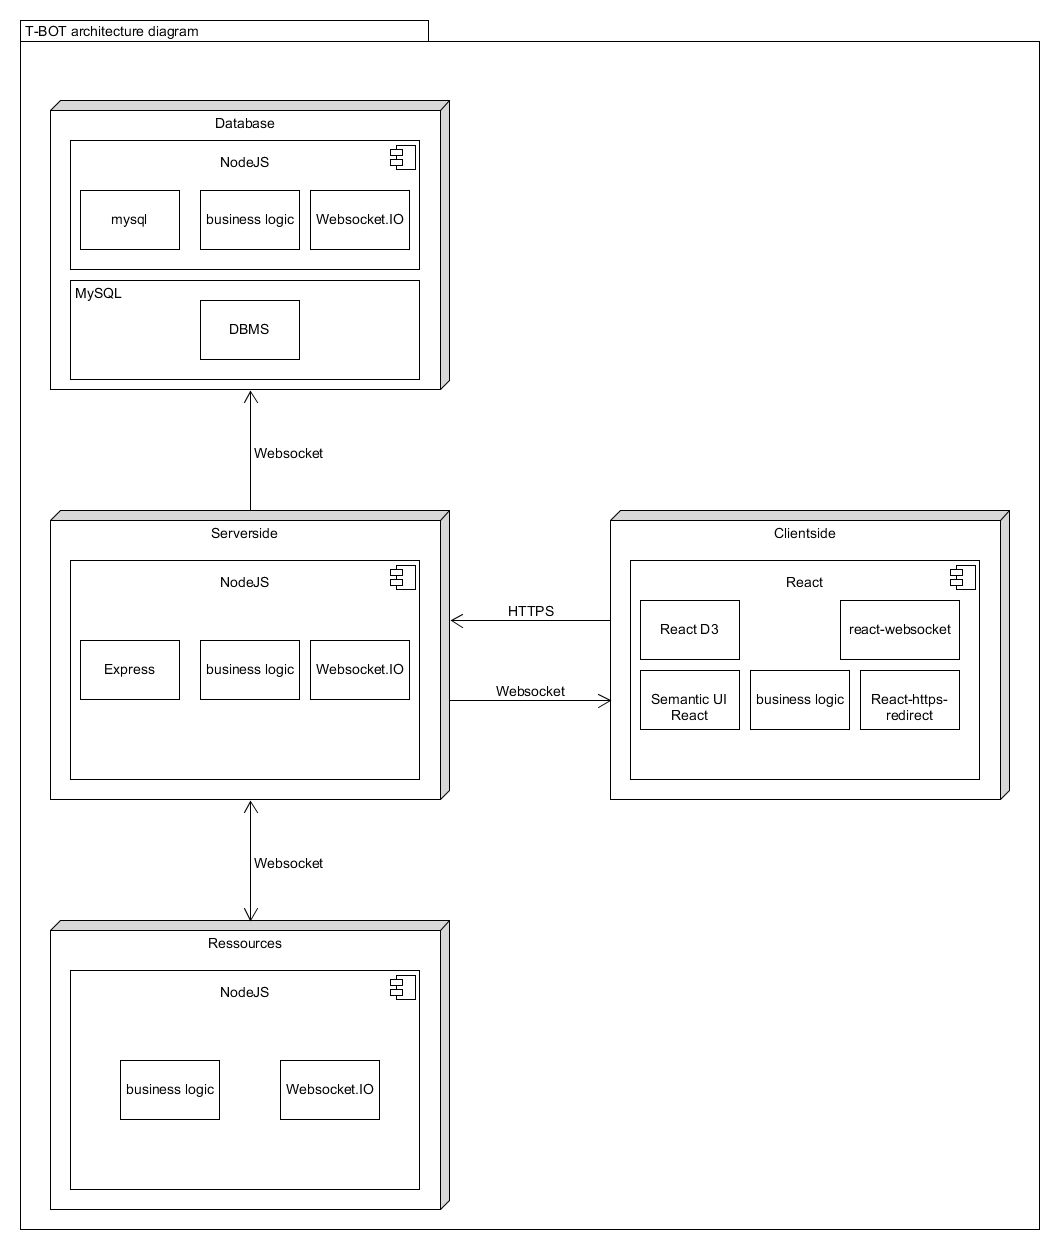 T-BOT architecture diagram
Database
NodeJS
mysql
business logic
Websocket.IO
MySQL
DBMS
Websocket
Serverside
NodeJS
Express
business logic
Websocket.IO
HTTPS
Websocket
Clientside
React
React D3
react-websocket
Semantic UI
React
business logic
React-https-
redirect
Websocket
Ressources
NodeJS
business logic
Websocket.IO